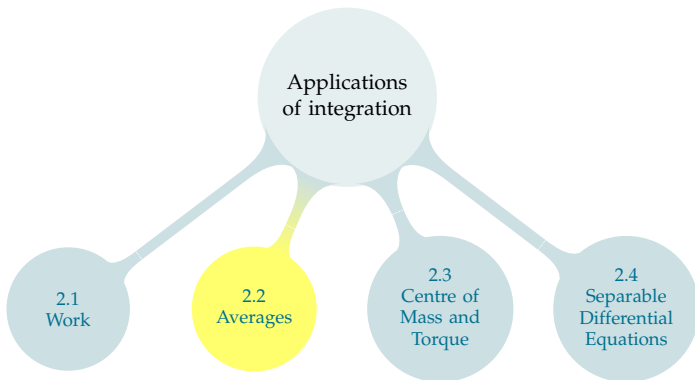 Applications
of integration
2.1
Work
2.2
Averages
2.3
Centre of
Mass and
Torque
2.4
Separable
Differential
Equations